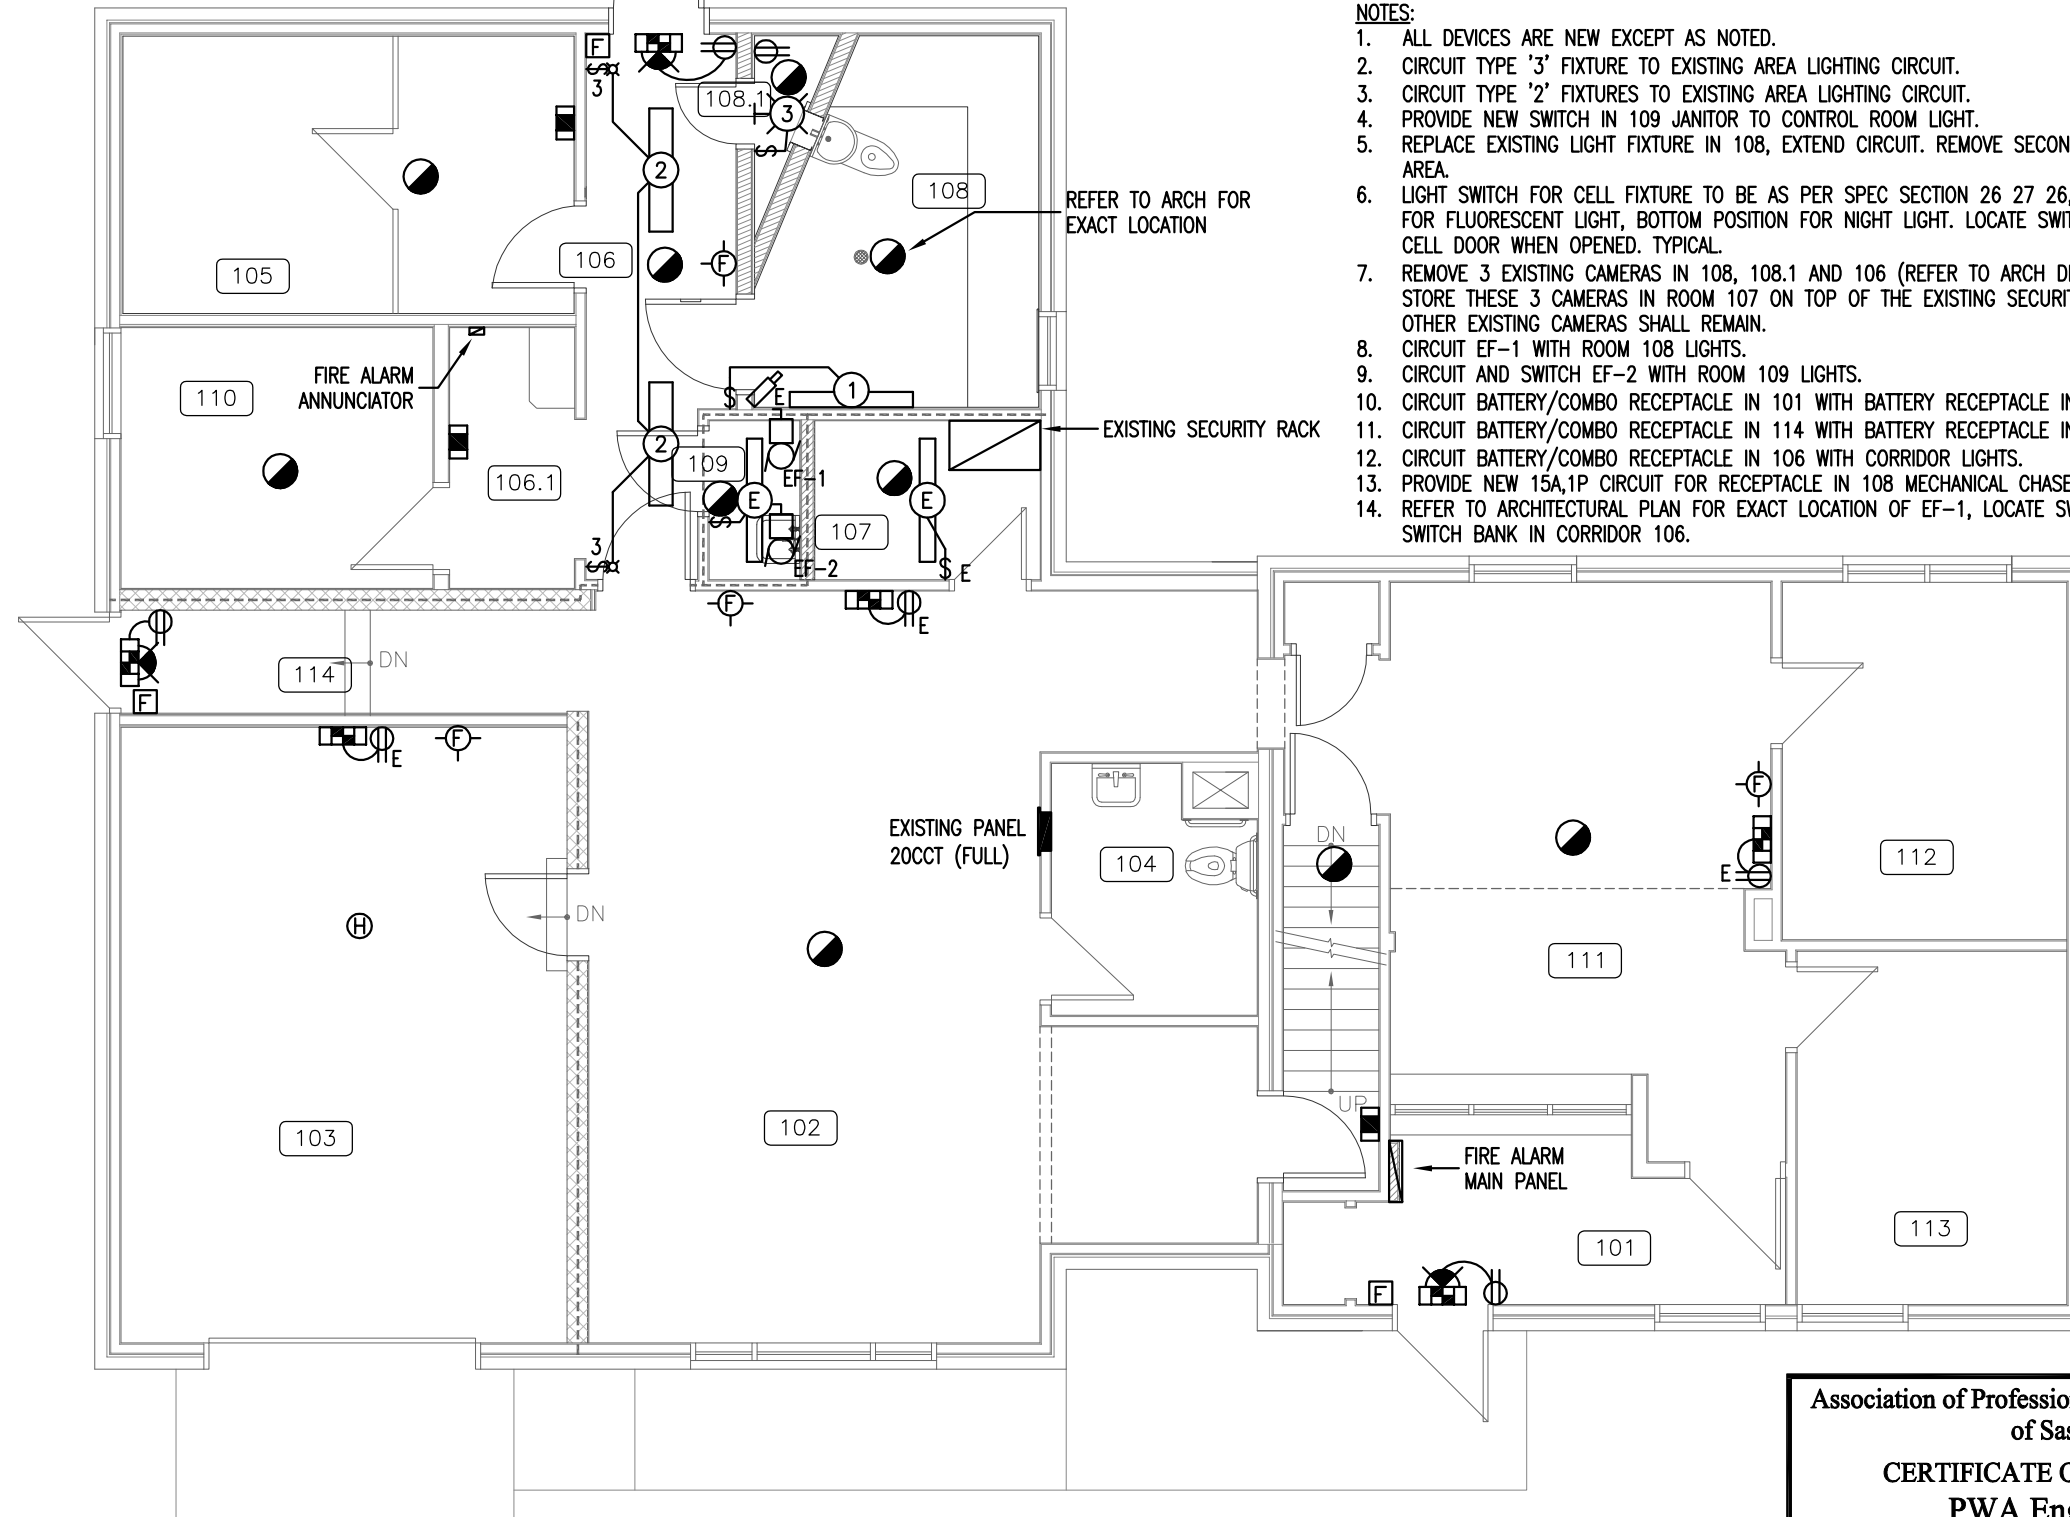 NOTES:
1. ALL DEVICES ARE NEW EXCEPT AS NOTED.
2. CIRCUIT TYPE '3' FIXTURE TO EXISTING AREA LIGHTING CIRCUIT.
3. CIRCUIT TYPE '2' FIXTURES TO EXISTING AREA LIGHTING CIRCUIT.
4. PROVIDE NEW SWITCH IN 109 JANITOR TO CONTROL ROOM LIGHT.
5. REPLACE EXISTING LIGHT FIXTURE IN 108, EXTEND CIRCUIT. REMOVE SECON
AREA.
6. LIGHT SWITCH FOR CELL FIXTURE TO BE AS PER SPEC SECTION 26 27 26,
FOR FLUORESCENT LIGHT, BOTTOM POSITION FOR NIGHT LIGHT. LOCATE SWIT
CELL DOOR WHEN OPENED. TYPICAL.
7. REMOVE 3 EXISTING CAMERAS IN 108, 108.1 AND 106 (REFER TO ARCH D
STORE THESE 3 CAMERAS IN ROOM 107 ON TOP OF THE EXISTING SECURIT
OTHER EXISTING CAMERAS SHALL REMAIN.
8. CIRCUIT EF-1 WITH ROOM 108 LIGHTS.
9. CIRCUIT AND SWITCH EF-2 WITH ROOM 109 LIGHTS.
10. CIRCUIT BATTERY/COMBO RECEPTACLE IN 101 WITH BATTERY RECEPTACLE IN
11. CIRCUIT BATTERY/COMBO RECEPTACLE IN 114 WITH BATTERY RECEPTACLE IN
12. CIRCUIT BATTERY/COMBO RECEPTACLE IN 106 WITH CORRIDOR LIGHTS.
13. PROVIDE NEW 15A,1P CIRCUIT FOR RECEPTACLE IN 108 MECHANICAL CHASE
14. REFER TO ARCHITECTURAL PLAN FOR EXACT LOCATION OF EF-1, LOCATE SW
SWITCH BANK IN CORRIDOR 106.
F
$
3
108.1
3
$
2
108
REFER TO ARCH FOR
EXACT LOCATION
105
106
F
FIRE ALARM
ANNUNCIATOR
110
$
E
1
EXISTING SECURITY RACK
2
109
EF-1
106.1
E
E
$
107
3
$
EF-2
$
E
F
E
114
DN
F
E
F
EXISTING PANEL
20CCT (FULL)
104
DN
F
E
112
H
DN
111
103
102
UP
FIRE ALARM
MAIN PANEL
101
113
F
Association of Professio
of Sas
CERTIFICATE O
PWA Eng